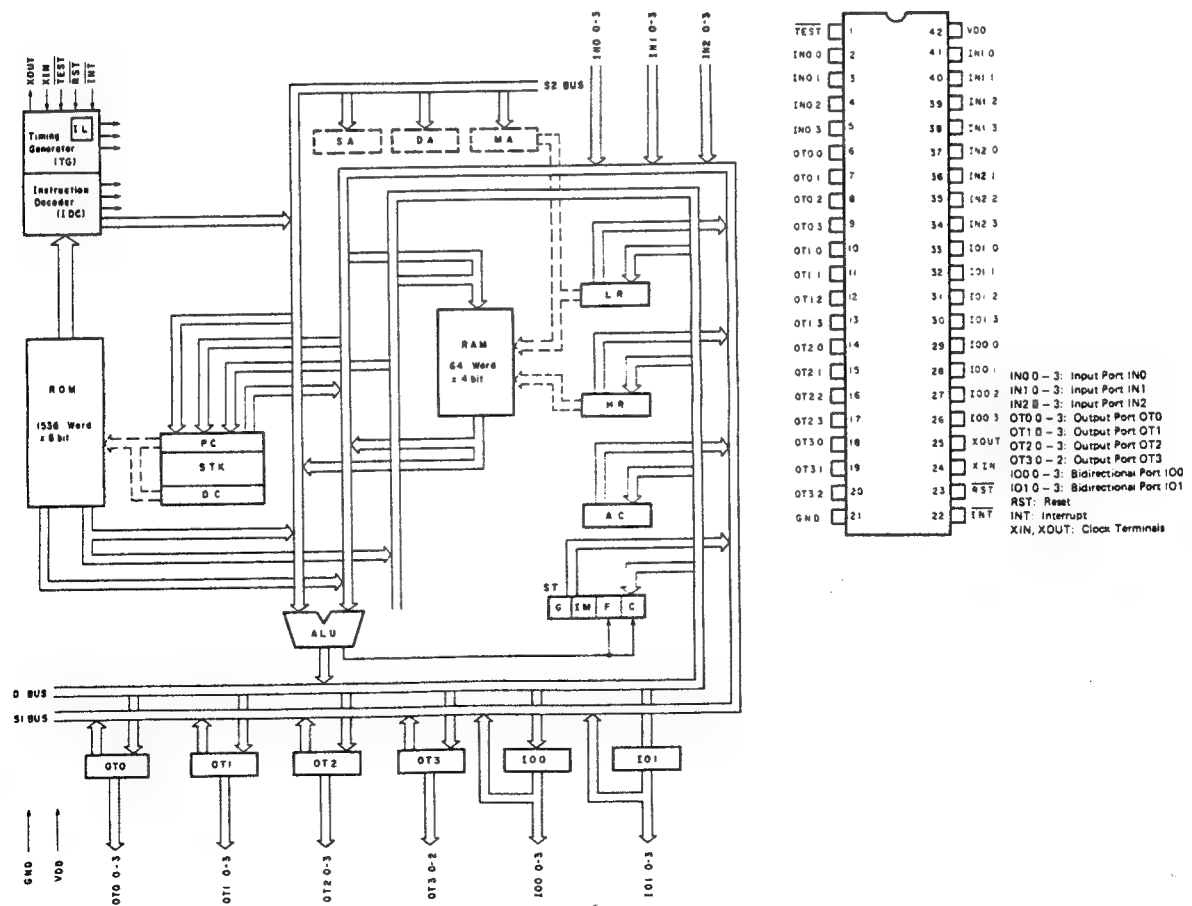 XOUT
XIN
TEST
RST
INT
Timing
Generator
(TG)
IL
Instruction
Decoder
(IDC)
ROM
1536 Word
x 8 bit
PC
STK
DC
S2 BUS
SA
DA
MA
IN0 0-3
IN1 0-3
IN2 0-3
RAM
64 Word
x 4 bit
LR
HR
AC
ST
G IM F C
ALU
D BUS
S1 BUS
OT0
OT1
OT2
OT3
IO0
IO1
GND
VDD
OT0 0-3
OT1 0-3
OT2 0-3
OT3 0-2
IO0 0-3
IO1 0-3
TEST 1 42 VDD
IN0 0 2 41 IN1 0
IN0 1 3 40 IN1 1
IN0 2 4 39 IN1 2
IN0 3 5 38 IN1 3
OT0 0 6 37 IN2 0
OT0 1 7 36 IN2 1
OT0 2 8 35 IN2 2
OT0 3 9 34 IN2 3
OT1 0 10 33 IO1 0
OT1 1 11 32 IO1 1
OT1 2 12 31 IO1 2
OT1 3 13 30 IO1 3
OT2 0 14 29 IO0 0
OT2 1 15 28 IO0 1
OT2 2 16 27 IO0 2
OT2 3 17 26 IO0 3
OT3 0 18 25 XOUT
OT3 1 19 24 XIN
OT3 2 20 23 RST
GND 21 22 INT
IN0 0 – 3: Input Port IN0
IN1 0 – 3: Input Port IN1
IN2 0 – 3: Input Port IN2
OT0 0 – 3: Output Port OT0
OT1 0 – 3: Output Port OT1
OT2 0 – 3: Output Port OT2
OT3 0 – 2: Output Port OT3
IO0 0 – 3: Bidirectional Port IO0
IO1 0 – 3: Bidirectional Port IO1
RST: Reset
INT: Interrupt
XIN, XOUT: Clock Terminals